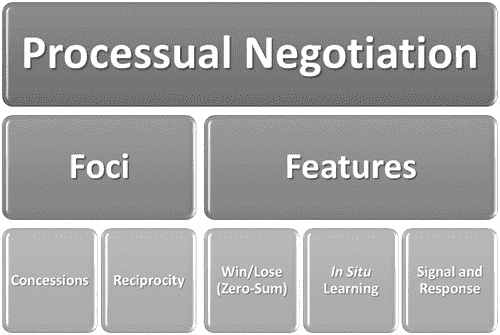 Processual Negotiation
Foci
Features
Concessions
Reciprocity
Win/Lose
(Zero-Sum)
In Situ
Learning
Signal and
Response